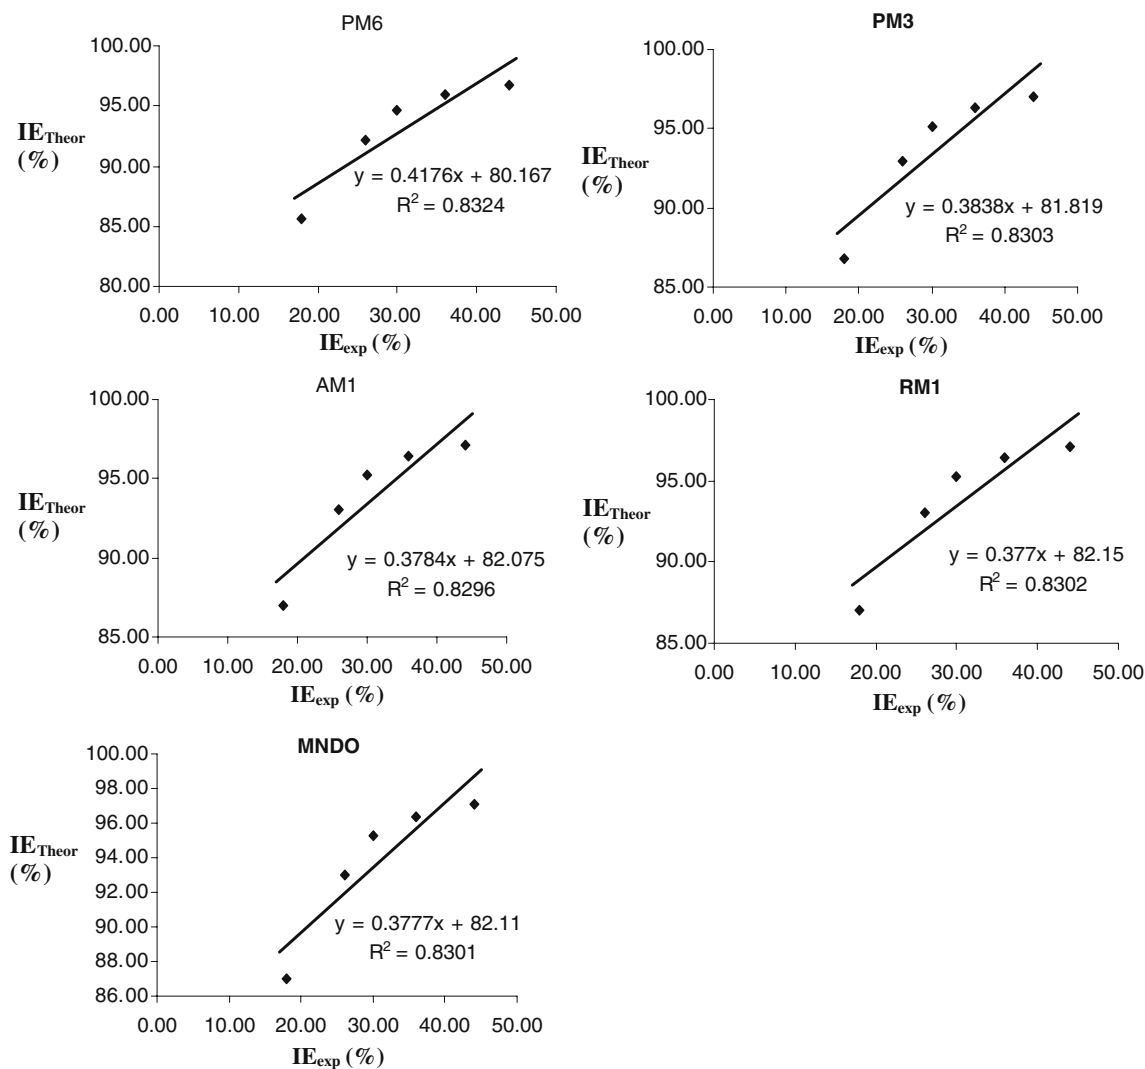 PM6
100.00
95.00
90.00
85.00
80.00
IE_Theor
(%)
y = 0.4176x + 80.167
R² = 0.8324
0.00 10.00 20.00 30.00 40.00 50.00
IE_exp (%)
PM3
100.00
95.00
90.00
85.00
IE_Theor
(%)
y = 0.3838x + 81.819
R² = 0.8303
0.00 10.00 20.00 30.00 40.00 50.00
IE_exp (%)
AM1
100.00
95.00
90.00
85.00
IE_Theor
(%)
y = 0.3784x + 82.075
R² = 0.8296
0.00 10.00 20.00 30.00 40.00 50.00
IE_exp (%)
RM1
100.00
95.00
90.00
85.00
IE_Theor
(%)
y = 0.377x + 82.15
R² = 0.8302
0.00 10.00 20.00 30.00 40.00 50.00
IE_exp (%)
MNDO
100.00
98.00
96.00
94.00
92.00
90.00
88.00
86.00
IE_Theor
(%)
y = 0.3777x + 82.11
R² = 0.8301
0.00 10.00 20.00 30.00 40.00 50.00
IE_exp (%)